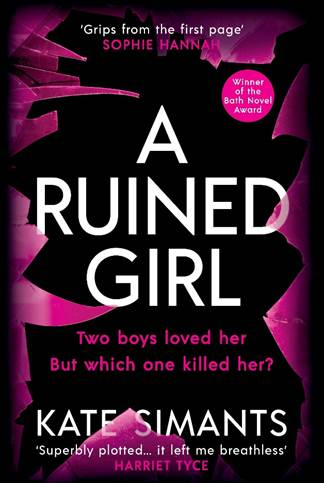 'Grips from the first page'
SOPHIE HANNAH
Winner
of the
Bath Novel
Award
A
RUINED
GIRL
Two boys loved her
But which one killed her?
KATE SIMANTS
'Superbly plotted... it left me breathless'
HARRIET TYCE